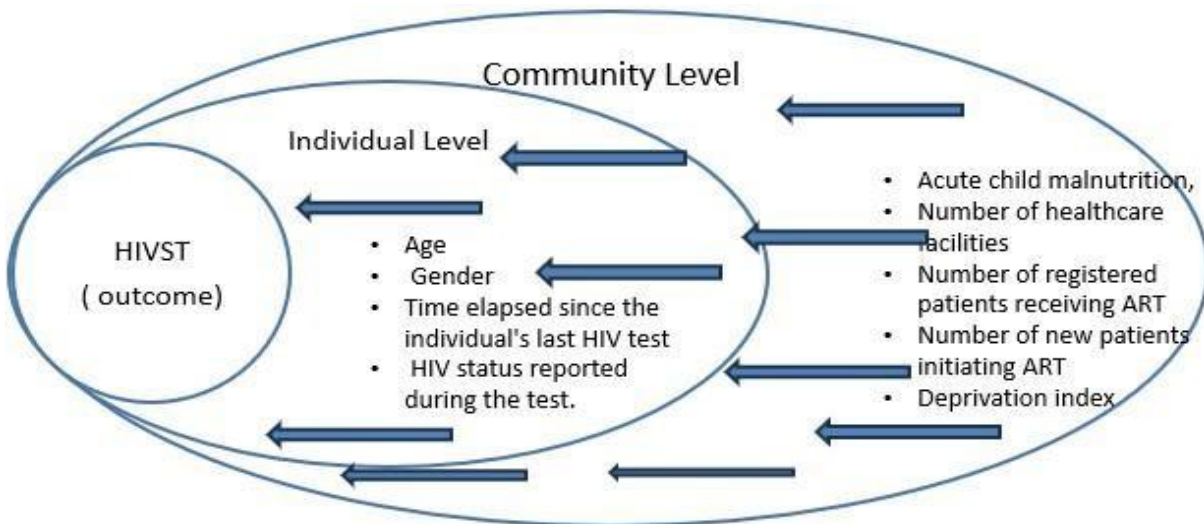 Community Level
Individual Level
HIVST
( outcome)
• Age
• Gender
• Time elapsed since the
individual's last HIV test
• HIV status reported
during the test.
• Acute child malnutrition,
• Number of healthcare
facilities
• Number of registered
patients receiving ART
• Number of new patients
initiating ART
• Deprivation index